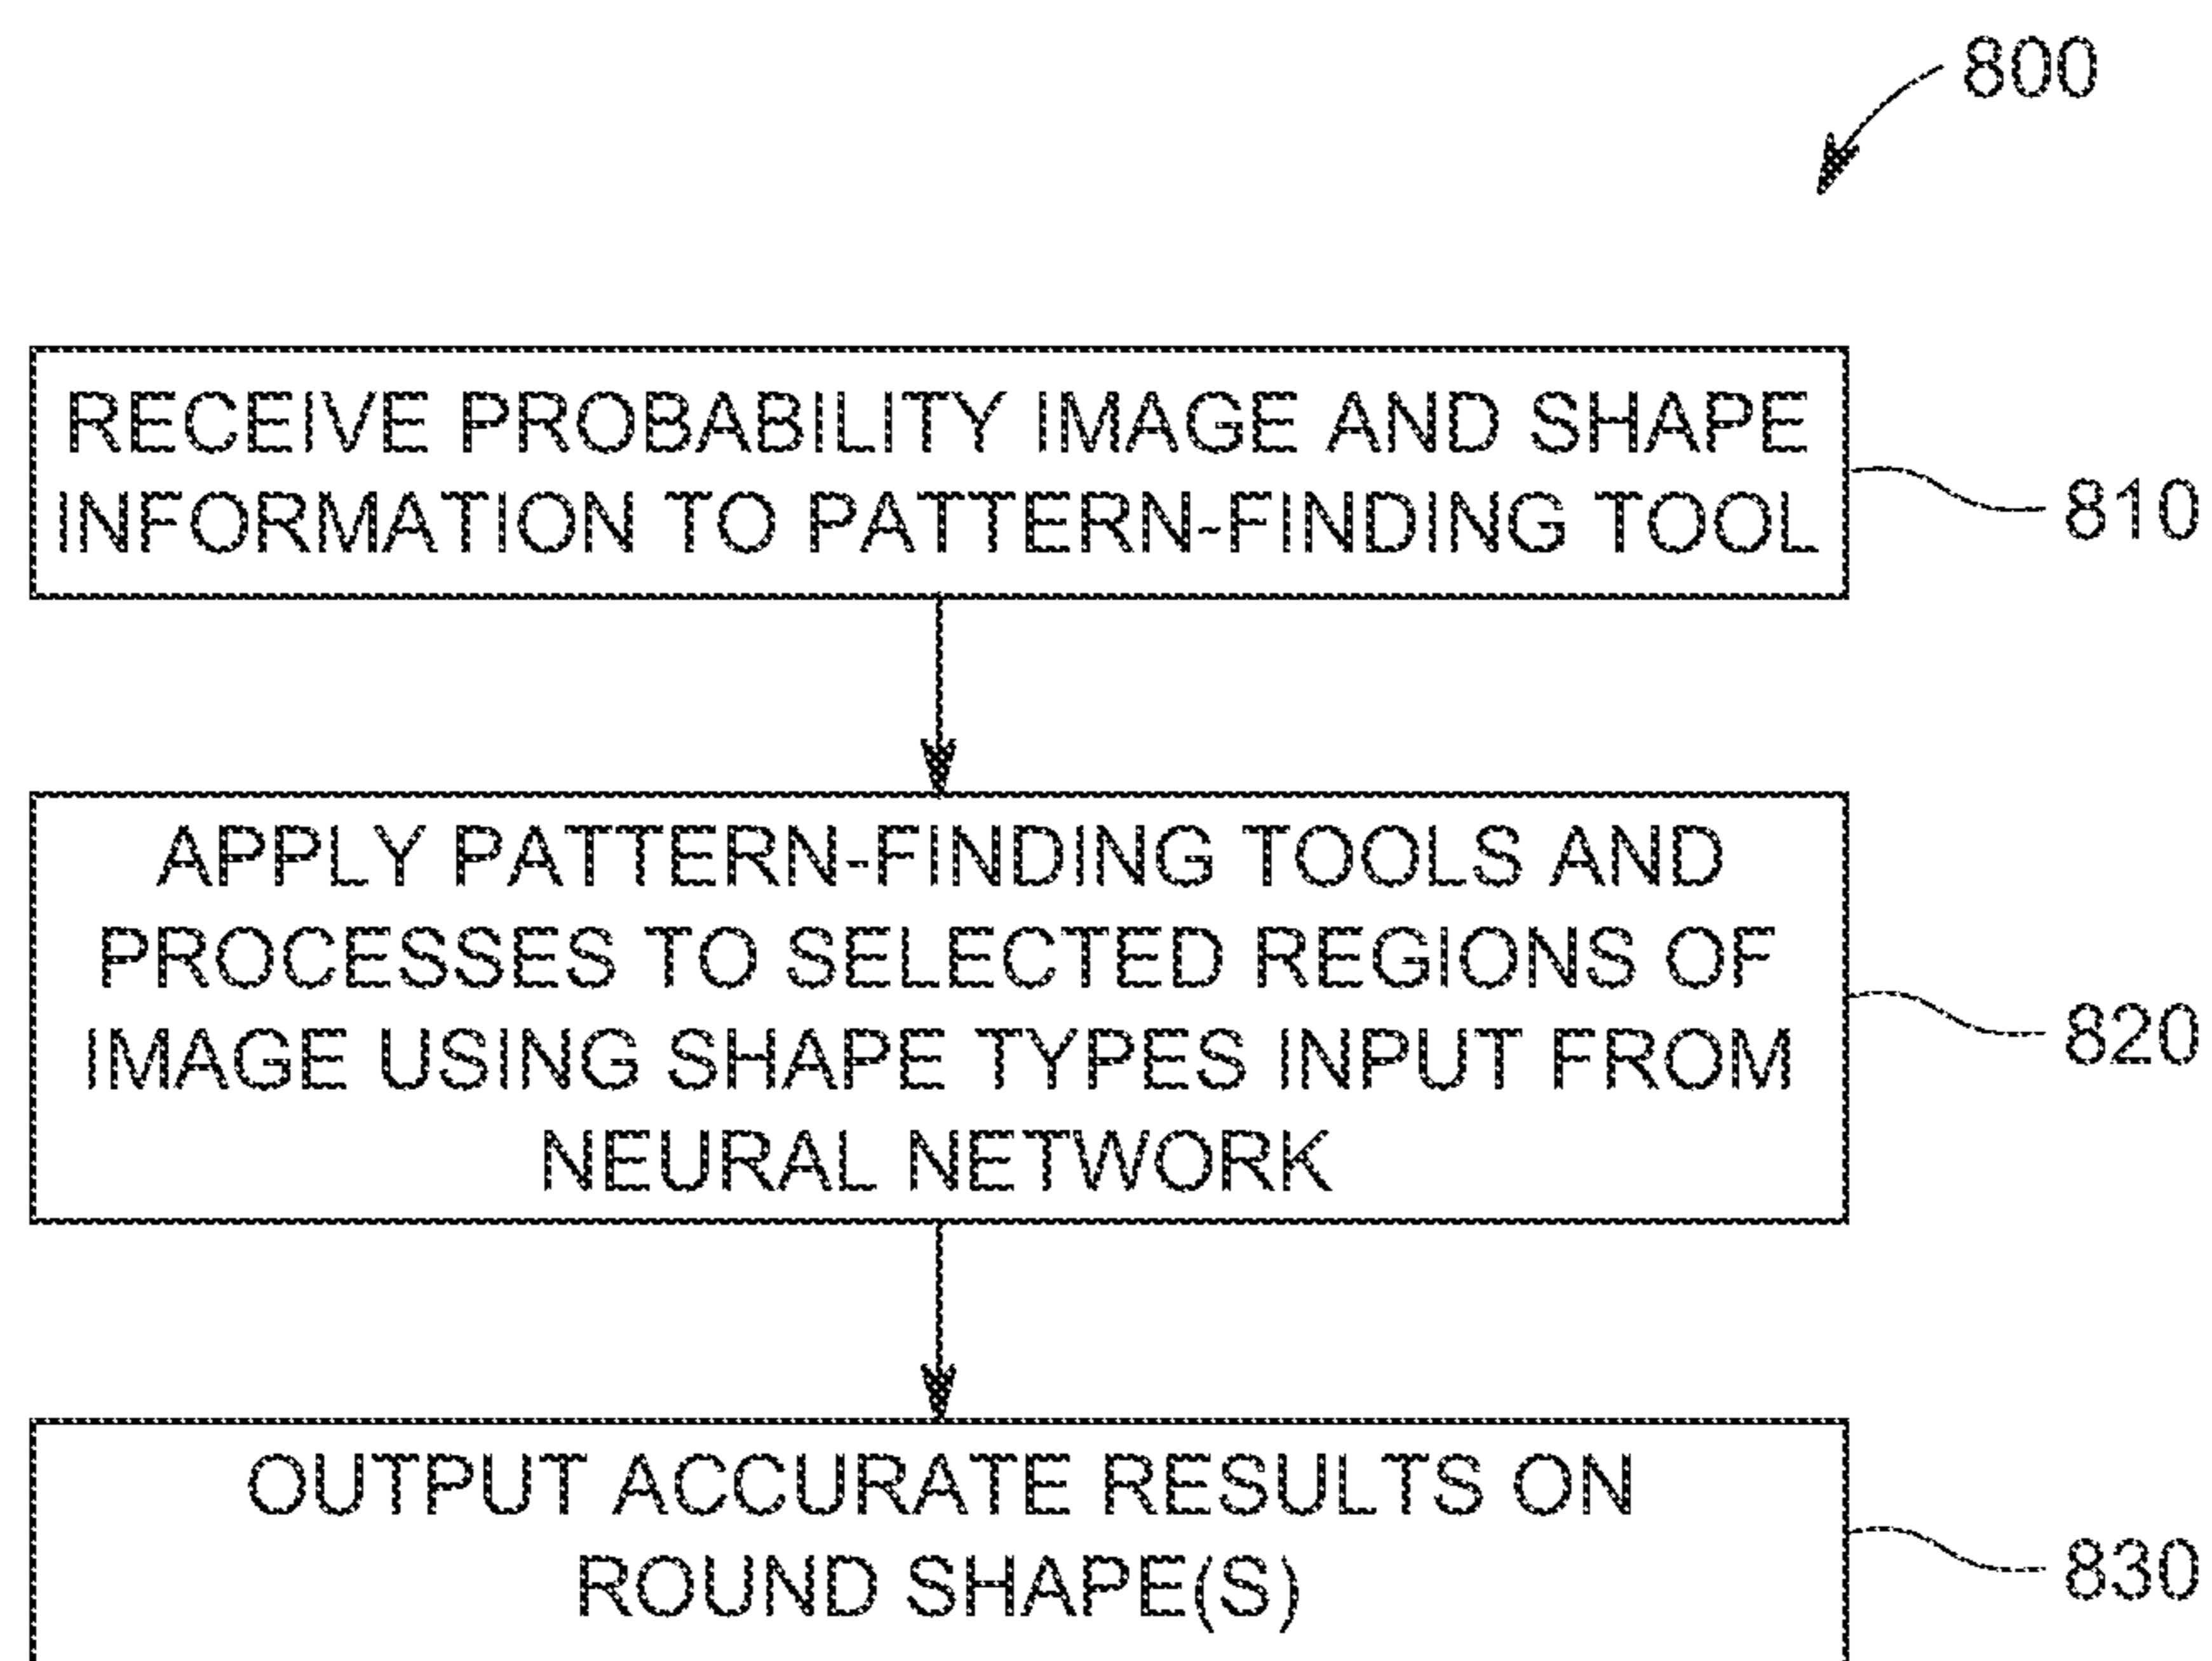 800
RECEIVE PROBABILITY IMAGE AND SHAPE
INFORMATION TO PATTERN-FINDING TOOL
810
APPLY PATTERN-FINDING TOOLS AND
PROCESSES TO SELECTED REGIONS OF
IMAGE USING SHAPE TYPES INPUT FROM
NEURAL NETWORK
820
OUTPUT ACCURATE RESULTS ON
ROUND SHAPE(S)
830